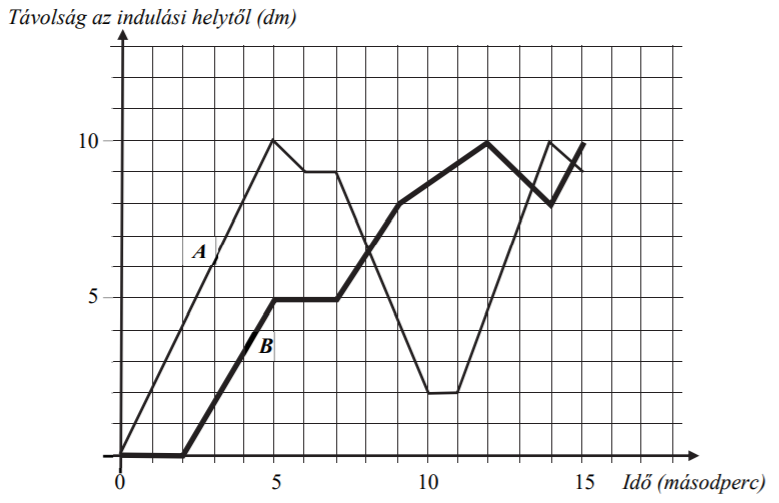 Távolság az indulási helytől (dm)
10
A
5
B
0 5 10 15 Idő (másodperc)